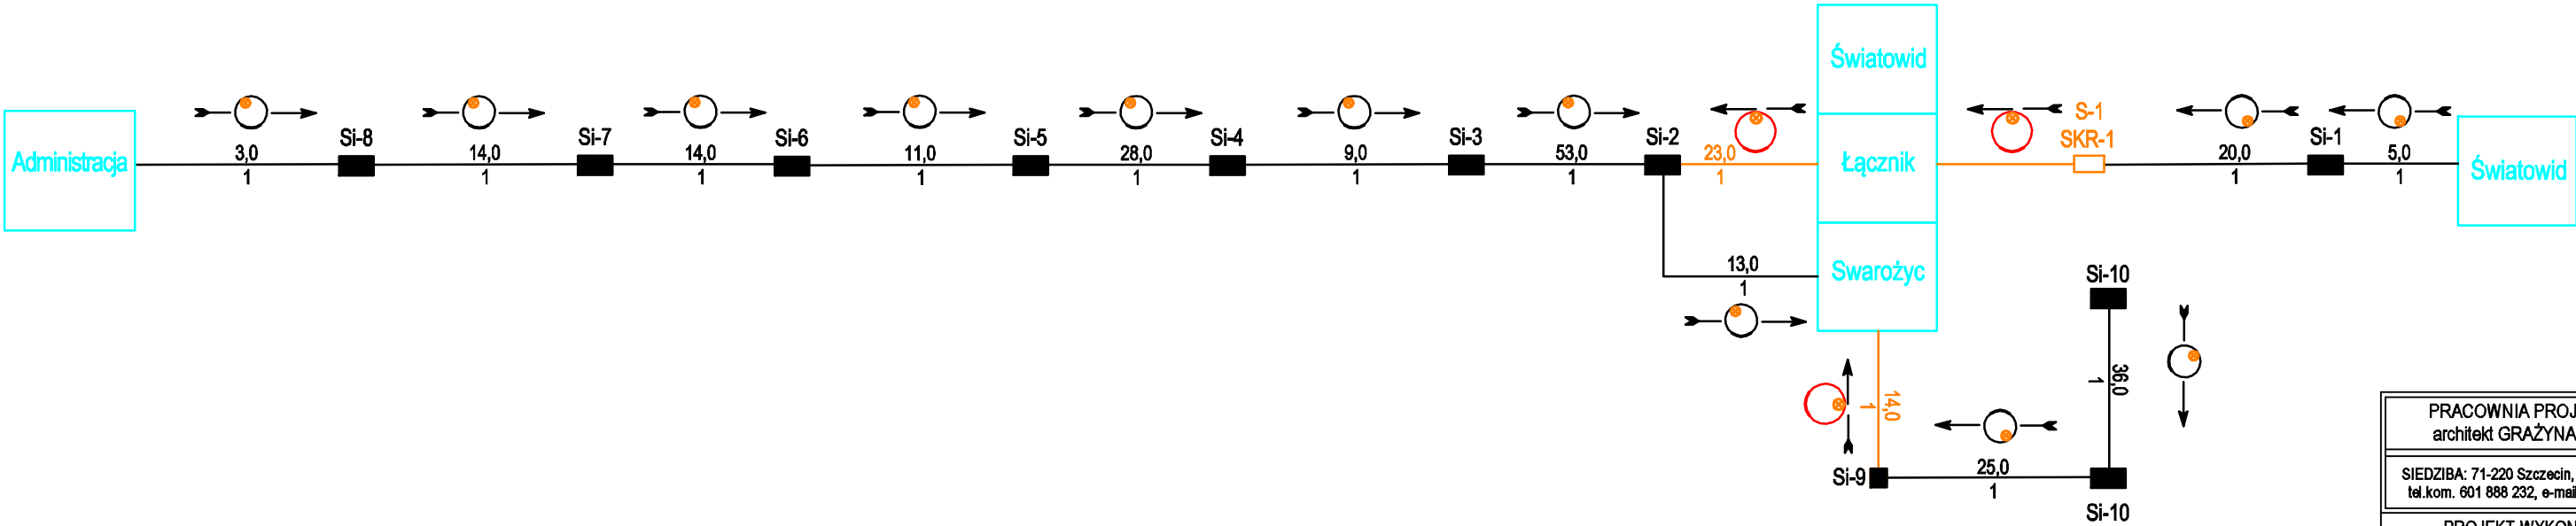 Administracja
3,0
1
Si-8
14,0
1
Si-7
14,0
1
Si-6
11,0
1
Si-5
28,0
1
Si-4
9,0
1
Si-3
53,0
1
Si-2
23,0
1
13,0
1
Światowid
Łącznik
Swarożyc
S-1
SKR-1
20,0
1
Si-1
5,0
1
Światowid
14,0
1
Si-9
25,0
1
Si-10
36,0
1
Si-10
PRACOWNIA PROJ
architekt GRAŻYNA
SIEDZIBA: 71-220 Szczecin,
tel.kom. 601 888 232, e-mail